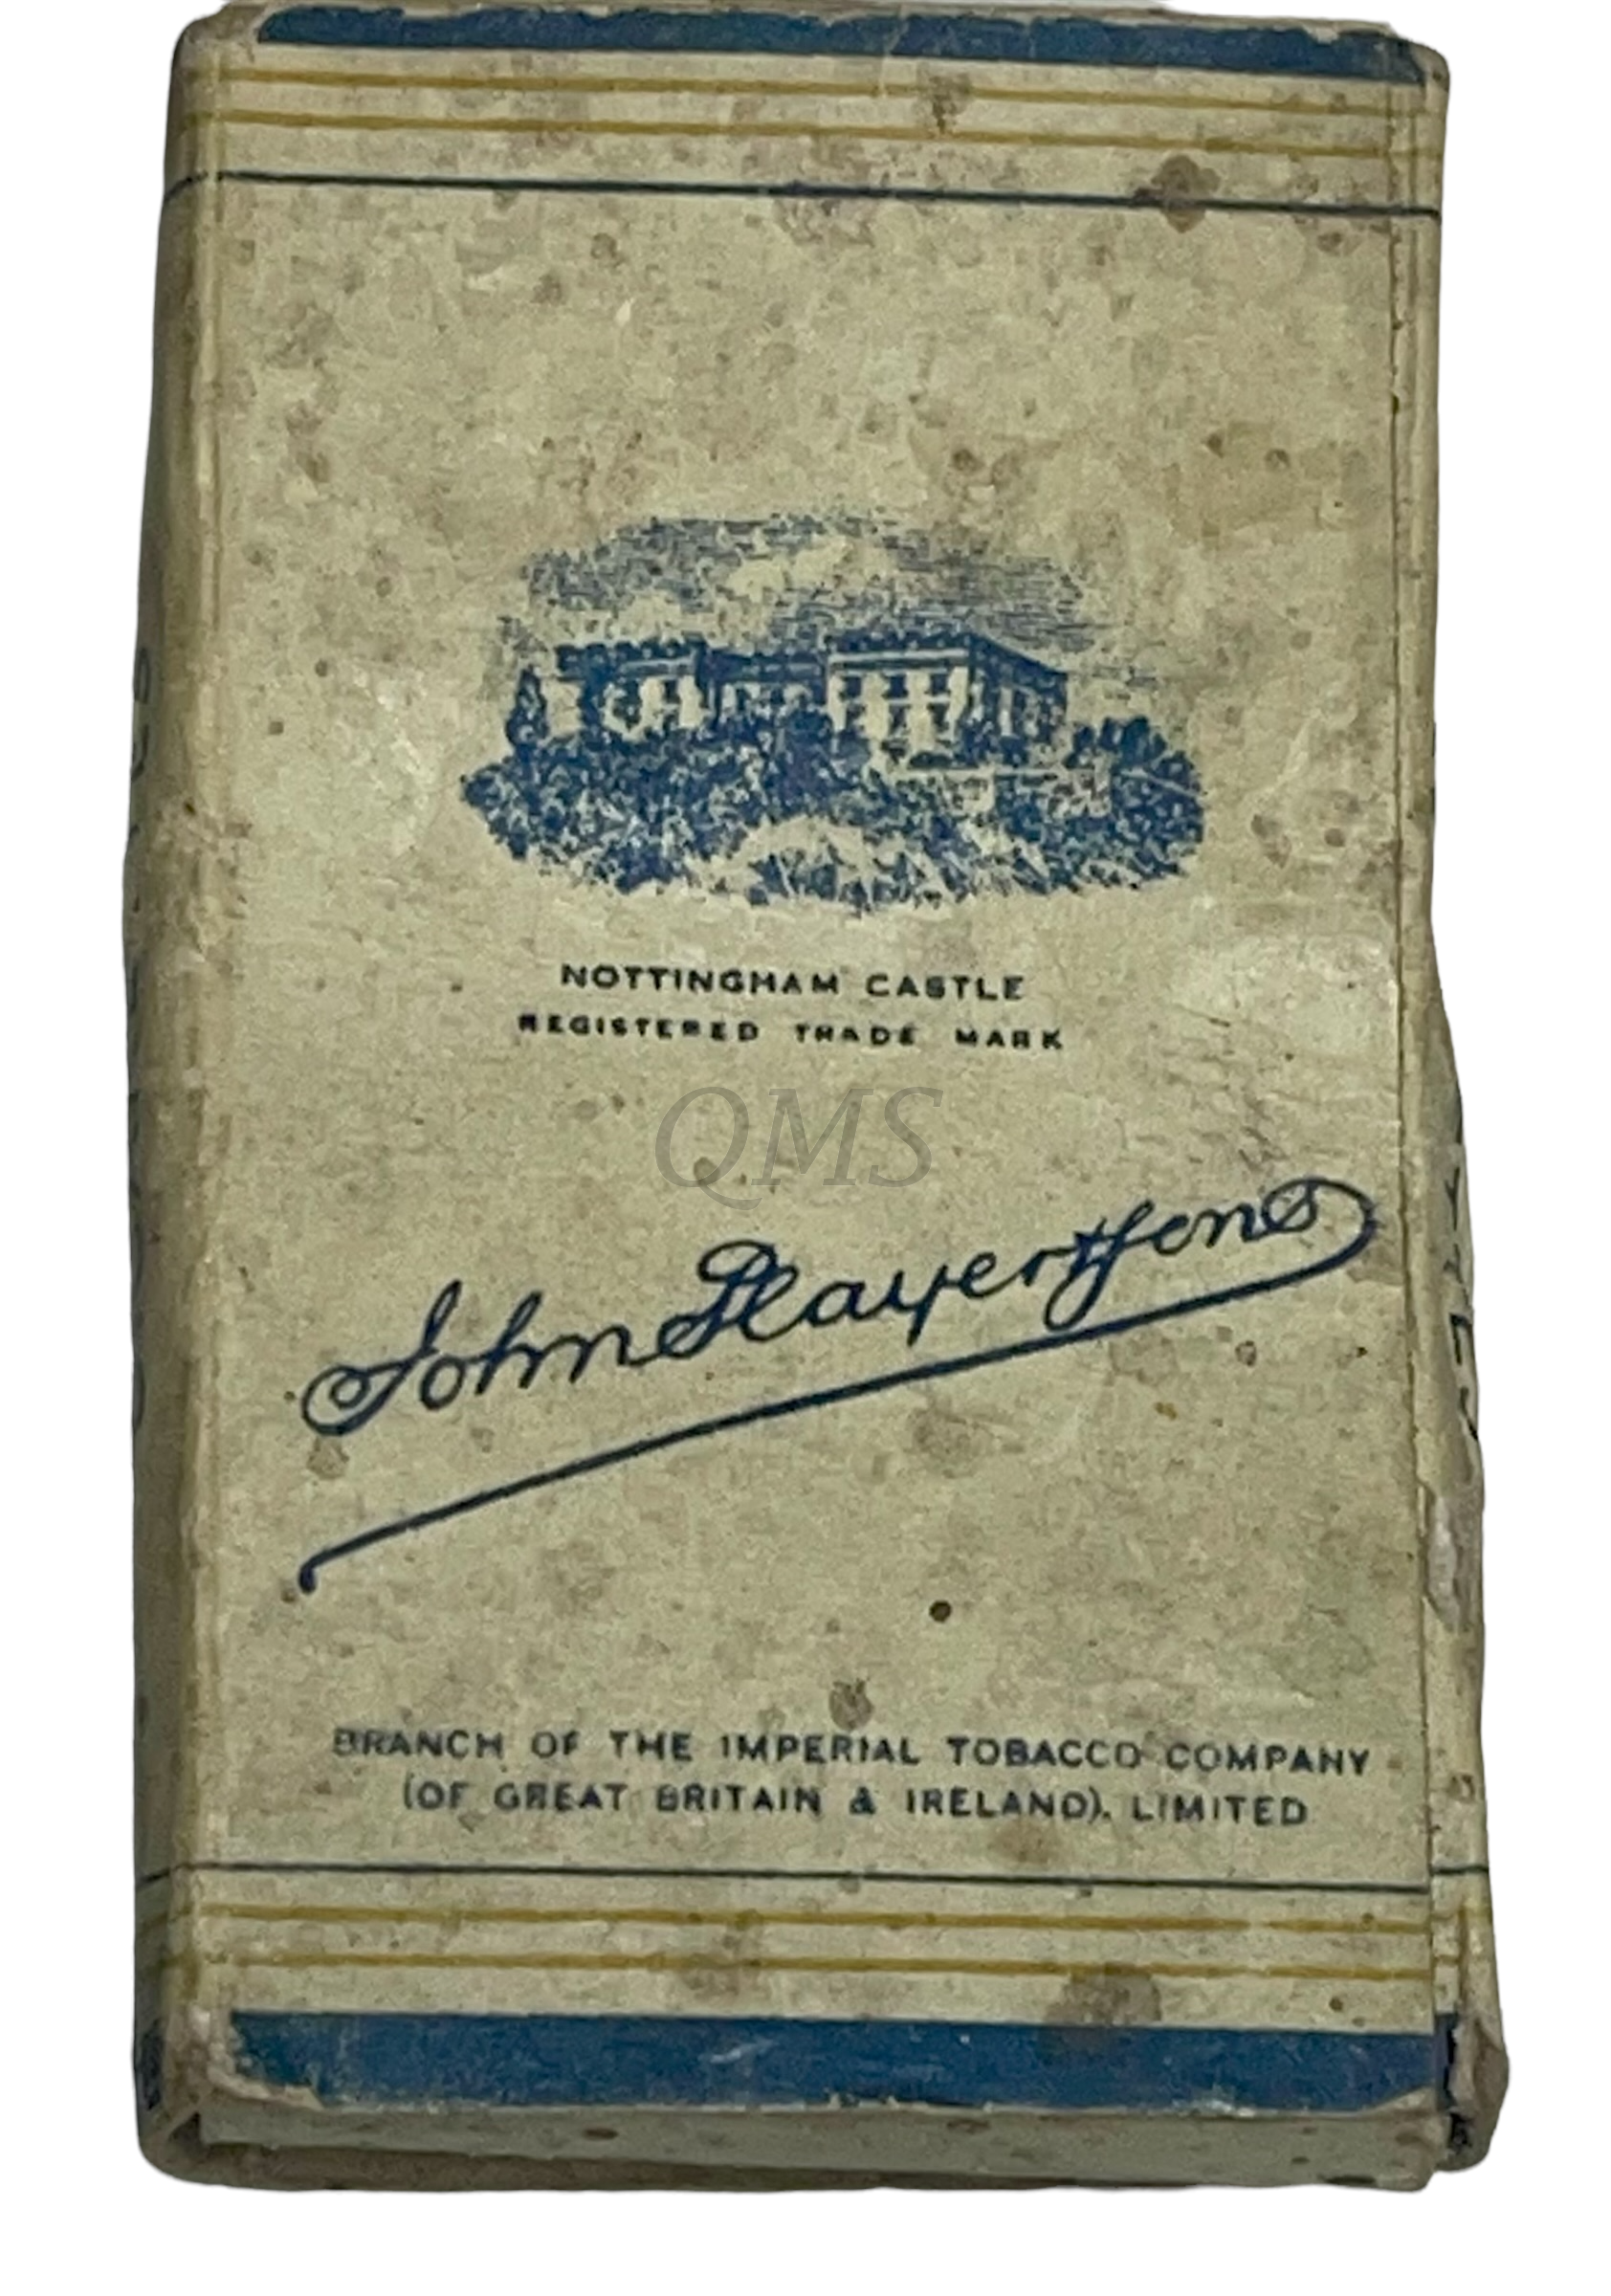 NOTTINGHAM CASTLE
REGISTERED TRADE MARK
QMS
John Player & Sons
BRANCH OF THE IMPERIAL TOBACCO COMPANY
(OF GREAT BRITAIN & IRELAND), LIMITED